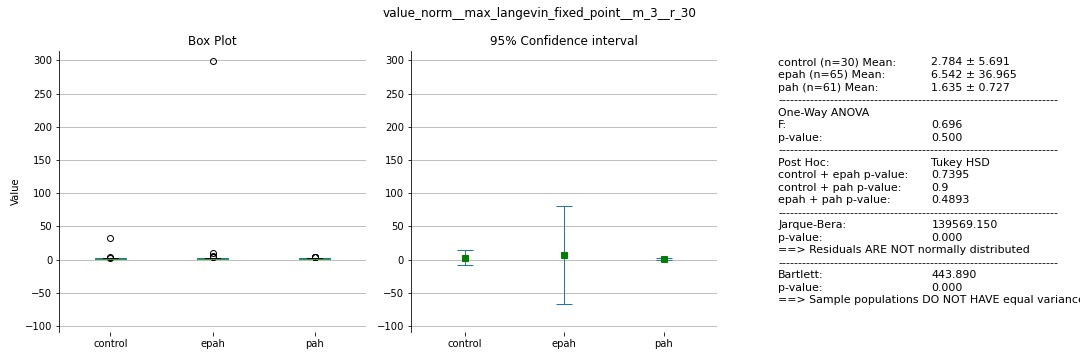 value_norm__max_langevin_fixed_point__m_3__r_30
Box Plot
Value
300
250
200
150
100
50
0
−50
−100
control
epah
pah
95% Confidence interval
300
250
200
150
100
50
0
−50
−100
control
epah
pah
control (n=30) Mean: 2.784 ± 5.691
epah (n=65) Mean: 6.542 ± 36.965
pah (n=61) Mean: 1.635 ± 0.727
One-Way ANOVA
F: 0.696
p-value: 0.500
Post Hoc: Tukey HSD
control + epah p-value: 0.7395
control + pah p-value: 0.9
epah + pah p-value: 0.4893
Jarque-Bera: 139569.150
p-value: 0.000
==> Residuals ARE NOT normally distributed
Bartlett: 443.890
p-value: 0.000
==> Sample populations DO NOT HAVE equal variance